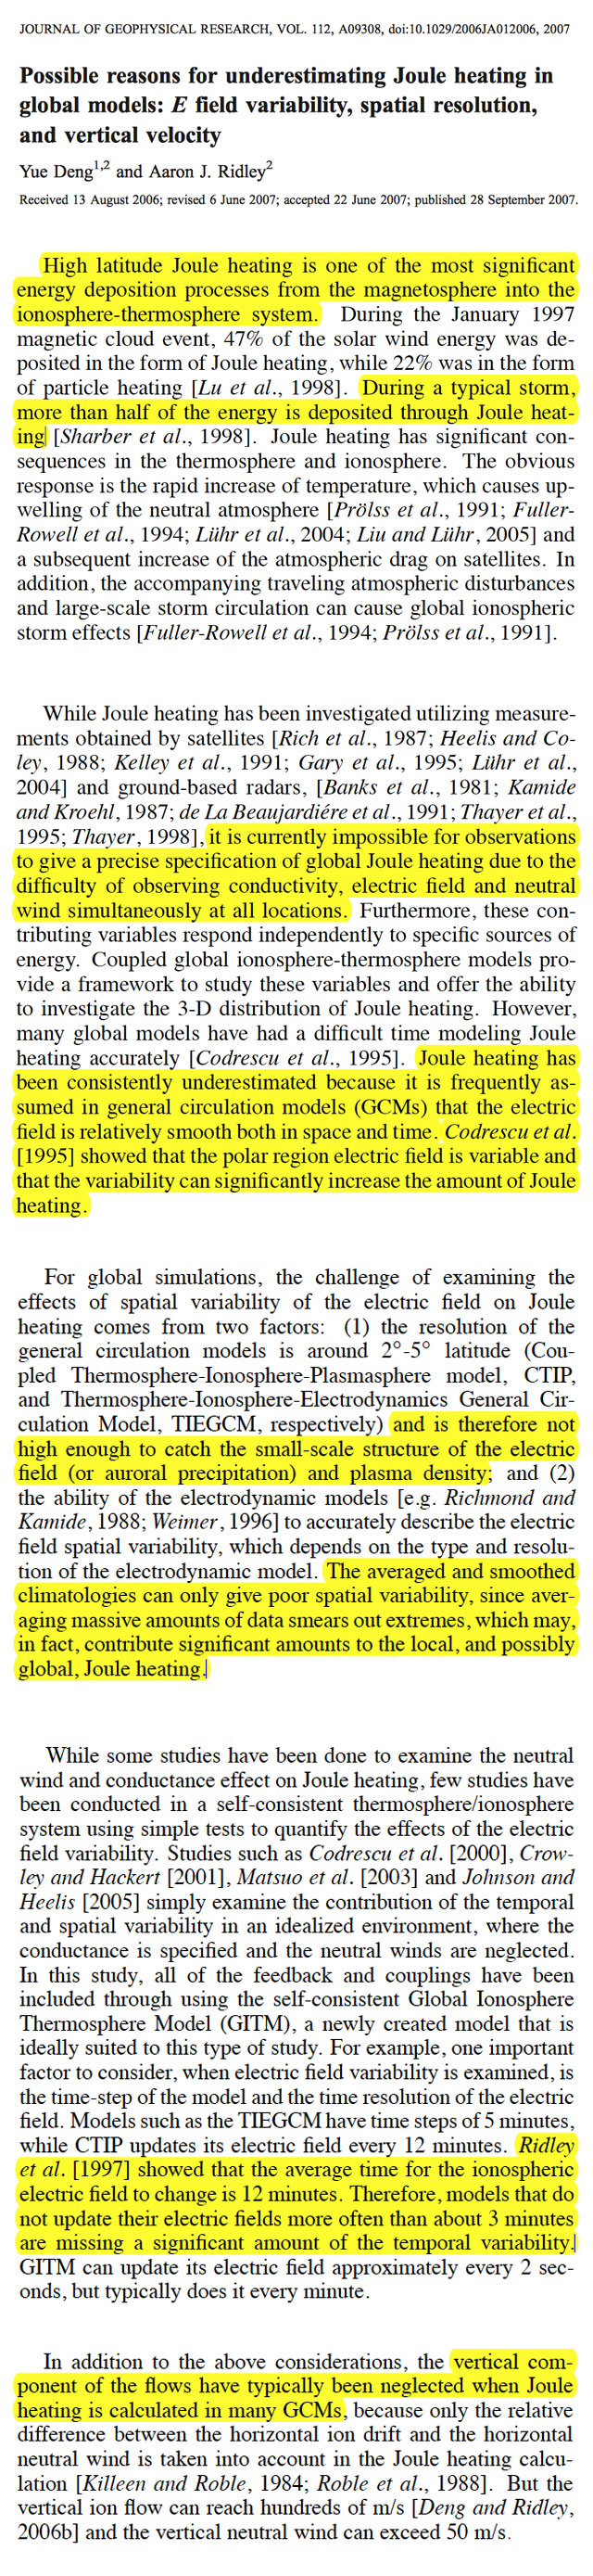 JOURNAL OF GEOPHYSICAL RESEARCH, VOL. 112, A09308, doi:10.1029/2006JA012006, 2007
Possible reasons for underestimating Joule heating in
global models: E field variability, spatial resolution,
and vertical velocity
Yue Deng1,2 and Aaron J. Ridley2
Received 13 August 2006; revised 6 June 2007; accepted 22 June 2007; published 28 September 2007.
High latitude Joule heating is one of the most significant
energy deposition processes from the magnetosphere into the
ionosphere-thermosphere system. During the January 1997
magnetic cloud event, 47% of the solar wind energy was de-
posited in the form of Joule heating, while 22% was in the form
of particle heating [Lu et al., 1998]. During a typical storm,
more than half of the energy is deposited through Joule heat-
ing [Sharber et al., 1998]. Joule heating has significant con-
sequences in the thermosphere and ionosphere. The obvious
response is the rapid increase of temperature, which causes up-
welling of the neutral atmosphere [Prölss et al., 1991; Fuller-
Rowell et al., 1994; Lühr et al., 2004; Liu and Lühr, 2005] and
a subsequent increase of the atmospheric drag on satellites. In
addition, the accompanying traveling atmospheric disturbances
and large-scale storm circulation can cause global ionospheric
storm effects [Fuller-Rowell et al., 1994; Prölss et al., 1991].
While Joule heating has been investigated utilizing measure-
ments obtained by satellites [Rich et al., 1987; Heelis and Co-
ley, 1988; Kelley et al., 1991; Gary et al., 1995; Lühr et al.,
2004] and ground-based radars, [Banks et al., 1981; Kamide
and Kroehl, 1987; de La Beaujardiére et al., 1991; Thayer et al.,
1995; Thayer, 1998], it is currently impossible for observations
to give a precise specification of global Joule heating due to the
difficulty of observing conductivity, electric field and neutral
wind simultaneously at all locations. Furthermore, these con-
tributing variables respond independently to specific sources of
energy. Coupled global ionosphere-thermosphere models pro-
vide a framework to study these variables and offer the ability
to investigate the 3-D distribution of Joule heating. However,
many global models have had a difficult time modeling Joule
heating accurately [Codrescu et al., 1995]. Joule heating has
been consistently underestimated because it is frequently as-
sumed in general circulation models (GCMs) that the electric
field is relatively smooth both in space and time. Codrescu et al.
[1995] showed that the polar region electric field is variable and
that the variability can significantly increase the amount of Joule
heating.
For global simulations, the challenge of examining the
effects of spatial variability of the electric field on Joule
heating comes from two factors: (1) the resolution of the
general circulation models is around 2°-5° latitude (Cou-
pled Thermosphere-Ionosphere-Plasmasphere model, CTIP,
and Thermosphere-Ionosphere-Electrodynamics General Cir-
culation Model, TIEGCM, respectively) and is therefore not
high enough to catch the small-scale structure of the electric
field (or auroral precipitation) and plasma density; and (2)
the ability of the electrodynamic models [e.g. Richmond and
Kamide, 1988; Weimer, 1996] to accurately describe the electric
field spatial variability, which depends on the type and resolu-
tion of the electrodynamic model. The averaged and smoothed
climatologies can only give poor spatial variability, since aver-
aging massive amounts of data smears out extremes, which may,
in fact, contribute significant amounts to the local, and possibly
global, Joule heating.
While some studies have been done to examine the neutral
wind and conductance effect on Joule heating, few studies have
been conducted in a self-consistent thermosphere/ionosphere
system using simple tests to quantify the effects of the electric
field variability. Studies such as Codrescu et al. [2000], Crow-
ley and Hackert [2001], Matsuo et al. [2003] and Johnson and
Heelis [2005] simply examine the contribution of the temporal
and spatial variability in an idealized environment, where the
conductance is specified and the neutral winds are neglected.
In this study, all of the feedback and couplings have been
included through using the self-consistent Global Ionosphere
Thermosphere Model (GITM), a newly created model that is
ideally suited to this type of study. For example, one important
factor to consider, when electric field variability is examined, is
the time-step of the model and the time resolution of the electric
field. Models such as the TIEGCM have time steps of 5 minutes,
while CTIP updates its electric field every 12 minutes. Ridley
et al. [1997] showed that the average time for the ionospheric
electric field to change is 12 minutes. Therefore, models that do
not update their electric fields more often than about 3 minutes
are missing a significant amount of the temporal variability.
GITM can update its electric field approximately every 2 sec-
onds, but typically does it every minute.
In addition to the above considerations, the vertical com-
ponent of the flows have typically been neglected when Joule
heating is calculated in many GCMs, because only the relative
difference between the horizontal ion drift and the horizontal
neutral wind is taken into account in the Joule heating calcu-
lation [Killeen and Roble, 1984; Roble et al., 1988]. But the
vertical ion flow can reach hundreds of m/s [Deng and Ridley,
2006b] and the vertical neutral wind can exceed 50 m/s.